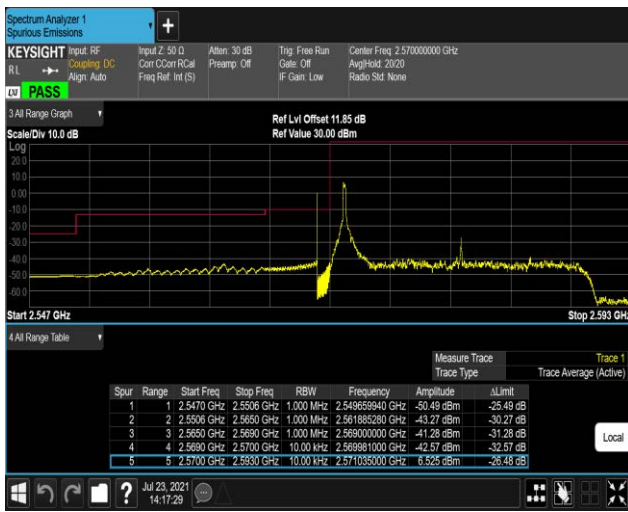 Spectrum Analyzer 1
Spurious Emissions
+
KEYSIGHT Input: RF Input Z: 50 Ω Atten: 30 dB Trig: Free Run Center Freq: 2.570000000 GHz
RL Coupling: DC Corr CCorr RCal Preamp: Off Gate: Off Avg|Hold: 20/20
Align: Auto Freq Ref: Int (S) IF Gain: Low Radio Std: None
LXI PASS
3 All Range Graph
Ref Lvl Offset 11.85 dB
Scale/Div 10.0 dB Ref Value 30.00 dBm
Log
20.0
10.0
0.00
-10.0
-20.0
-30.0
-40.0
-50.0
-60.0
Start 2.547 GHz Stop 2.593 GHz
4 All Range Table
Measure Trace Trace 1
Trace Type Trace Average (Active)
Spur Range Start Freq Stop Freq RBW Frequency Amplitude ΔLimit
1 1 2.5470 GHz 2.5506 GHz 1.000 MHz 2.549659940 GHz -50.49 dBm -25.49 dB
2 2 2.5506 GHz 2.5650 GHz 1.000 MHz 2.561885280 GHz -43.27 dBm -30.27 dB
3 3 2.5650 GHz 2.5690 GHz 1.000 MHz 2.569000000 GHz -41.28 dBm -31.28 dB
4 4 2.5690 GHz 2.5700 GHz 10.00 kHz 2.569981000 GHz -42.57 dBm -32.57 dB
5 5 2.5700 GHz 2.5930 GHz 10.00 kHz 2.571035000 GHz 6.525 dBm -26.48 dB
Local
? Jul 23, 2021
14:17:29